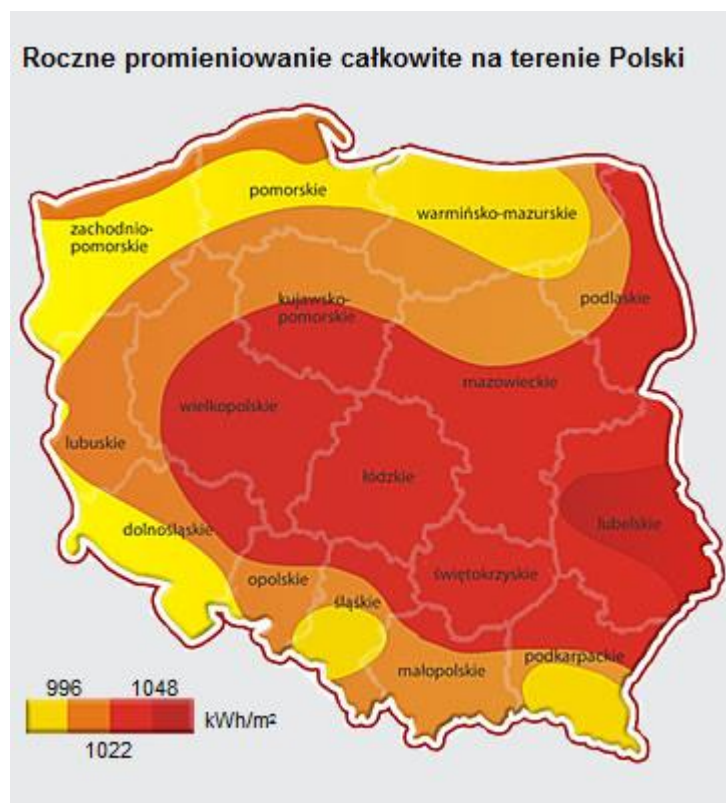 Roczne promieniowanie całkowite na terenie Polski
pomorskie
warmińsko-mazurskie
zachodnio-
pomorskie
podlaskie
kujawsko-
pomorskie
mazowieckie
wielkopolskie
lubuskie
łódzkie
lubelskie
dolnośląskie
opolskie
świętokrzyskie
śląskie
podkarpackie
małopolskie
996 1048
kWh/m²
1022